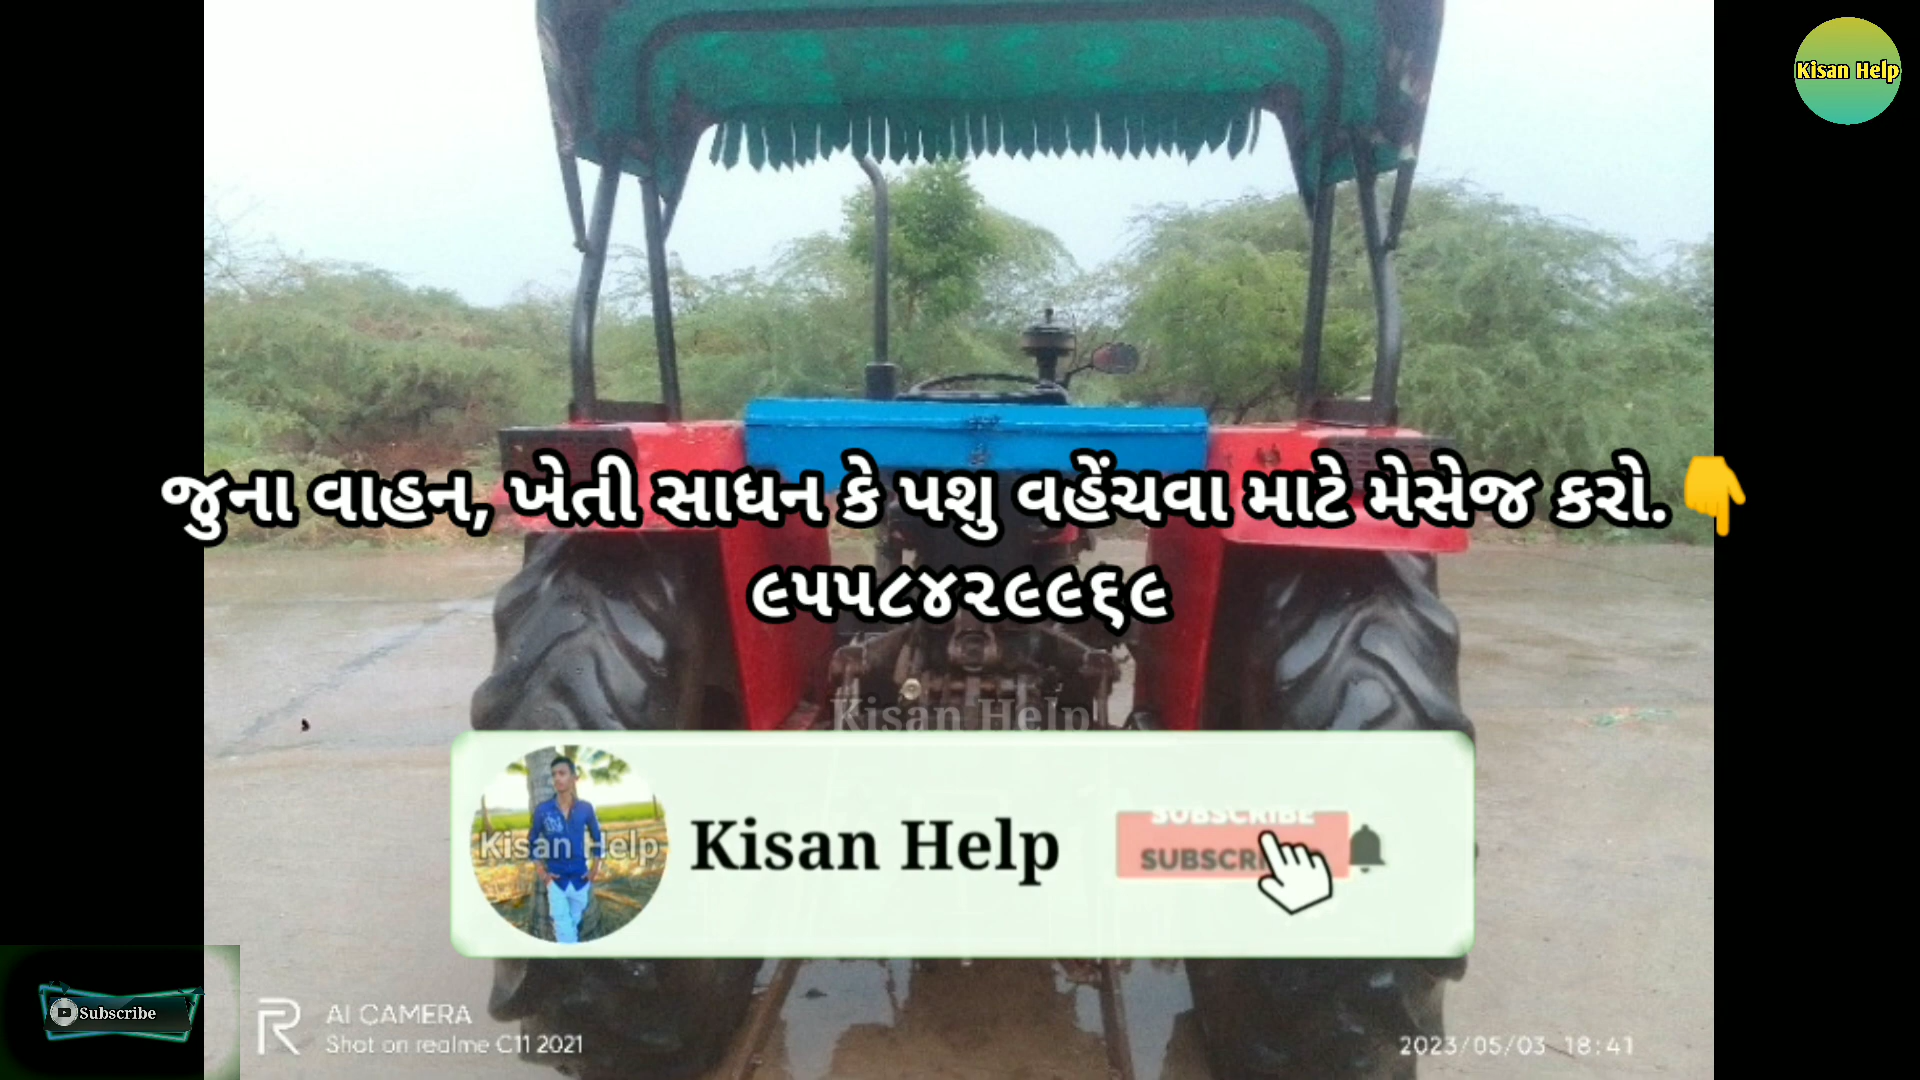 Kisan Help
જુના વાહન, ખેતી સાધન કે પશુ વહેંચવા માટે મેસેજ કરો.👇
૯૫૫૮૪૨૯૯૬૯
Kisan Help
Kisan Help
Kisan Help
SUBSCRIBE
SUBSCRI
Subscribe
AI CAMERA
Shot on realme C11 2021
2023/05/03 18:41